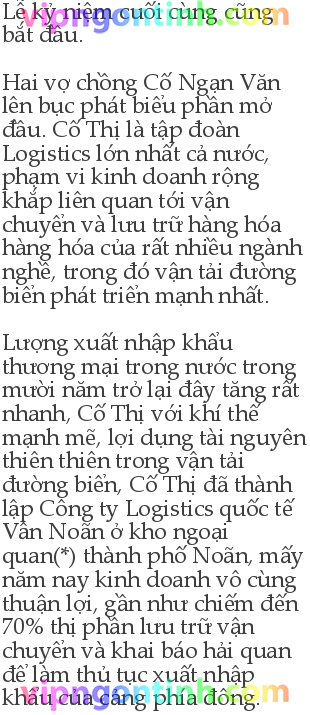 Lễ kỷ niệm cuối cùng cũng
bắt đầu.
Hai vợ chồng Cố Ngạn Văn
lên bục phát biểu phần mở
đầu. Cố Thị là tập đoàn
Logistics lớn nhất cả nước,
phạm vi kinh doanh rộng
khắp liên quan tới vận
chuyển và lưu trữ hàng hóa
hàng hóa của rất nhiều ngành
nghề, trong đó vận tải đường
biển phát triển mạnh nhất.
Lượng xuất nhập khẩu
thương mại trong nước trong
mười năm trở lại đây tăng rất
nhanh, Cố Thị với khí thế
mạnh mẽ, lợi dụng tài nguyên
thiên thiên trong vận tải
đường biển, Cố Thị đã thành
lập Công ty Logistics quốc tế
Vân Noãn ở kho ngoại
quan(*) thành phố Noãn, mấy
năm nay kinh doanh vô cùng
thuận lợi, gần như chiếm đến
70% thị phần lưu trữ vận
chuyển và khai báo hải quan
để làm thủ tục xuất nhập
khẩu của cảng phía đông.
vipngontinh.com
vipngontinh.com